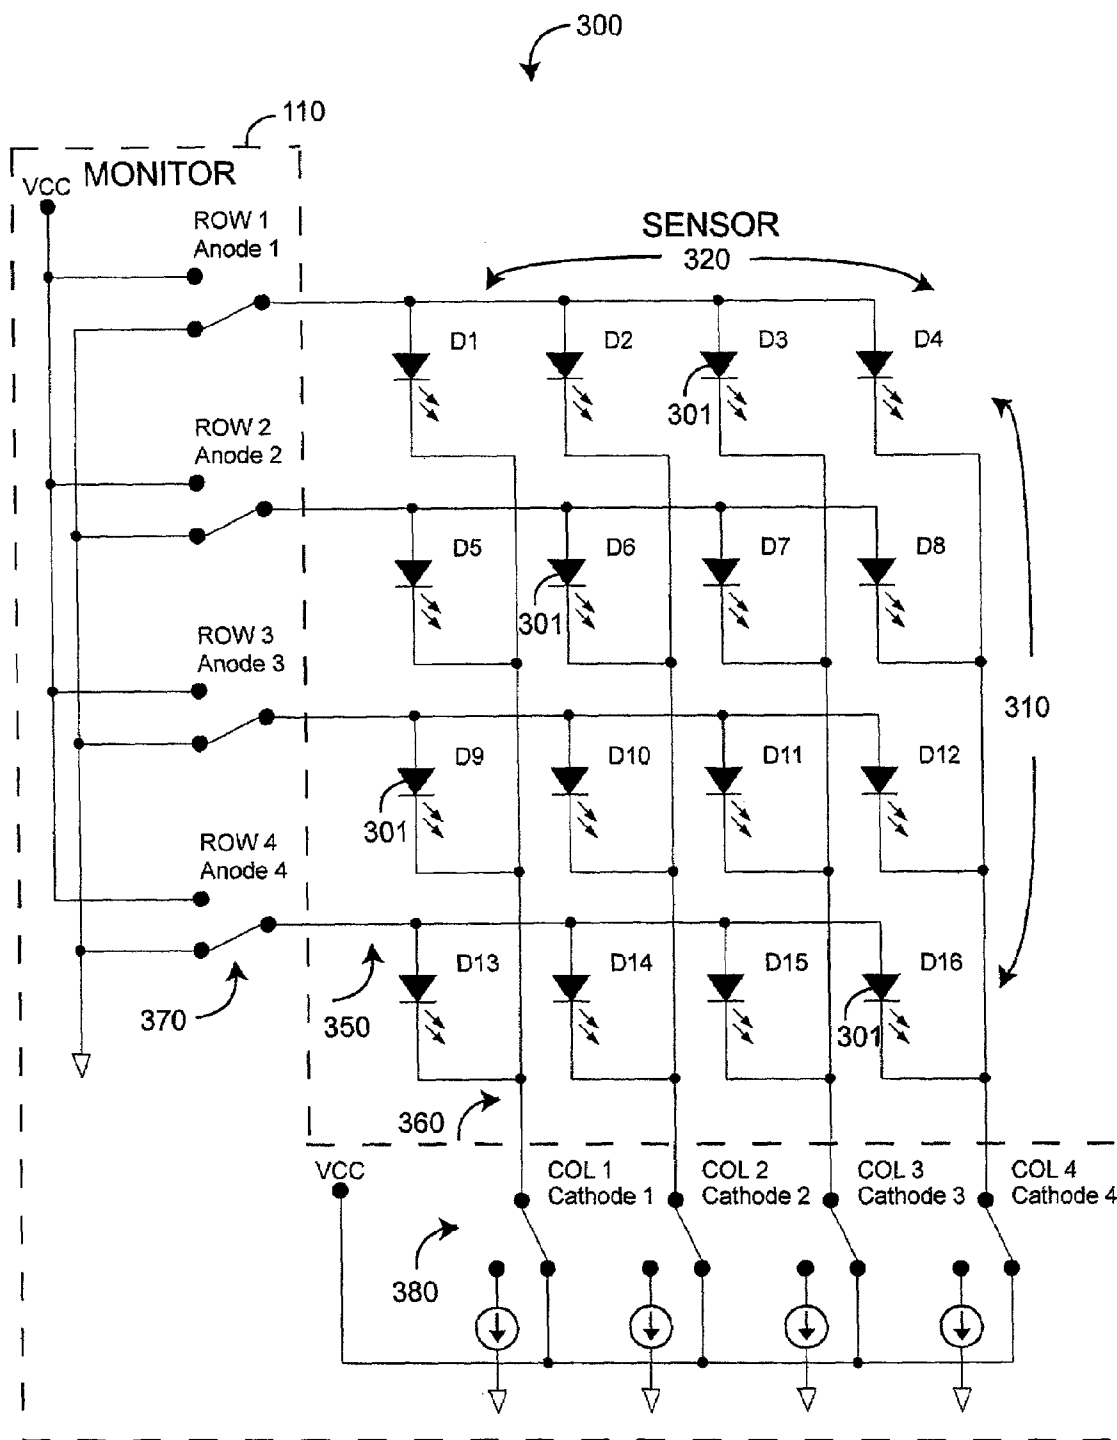 300
110
MONITOR
VCC
ROW 1
Anode 1
SENSOR
320
D1
D2
D3
D4
301
ROW 2
Anode 2
D5
D6
D7
D8
301
ROW 3
Anode 3
310
D9
D10
D11
D12
301
ROW 4
Anode 4
D13
D14
D15
D16
370
350
301
360
VCC
COL 1
Cathode 1
COL 2
Cathode 2
COL 3
Cathode 3
COL 4
Cathode 4
380